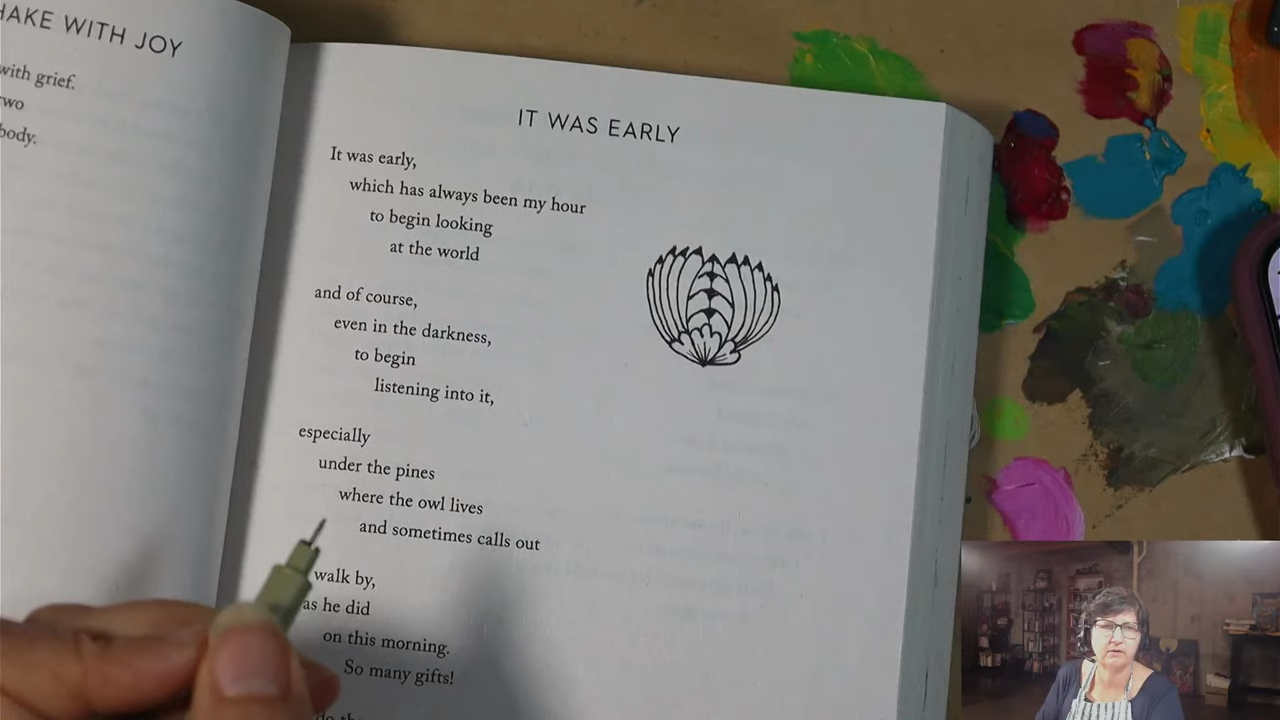 HAKE WITH JOY
with grief.
two
body.
IT WAS EARLY
It was early,
which has always been my hour
to begin looking
at the world
and of course,
even in the darkness,
to begin
listening into it,
especially
under the pines
where the owl lives
and sometimes calls out
walk by,
as he did
on this morning.
So many gifts!